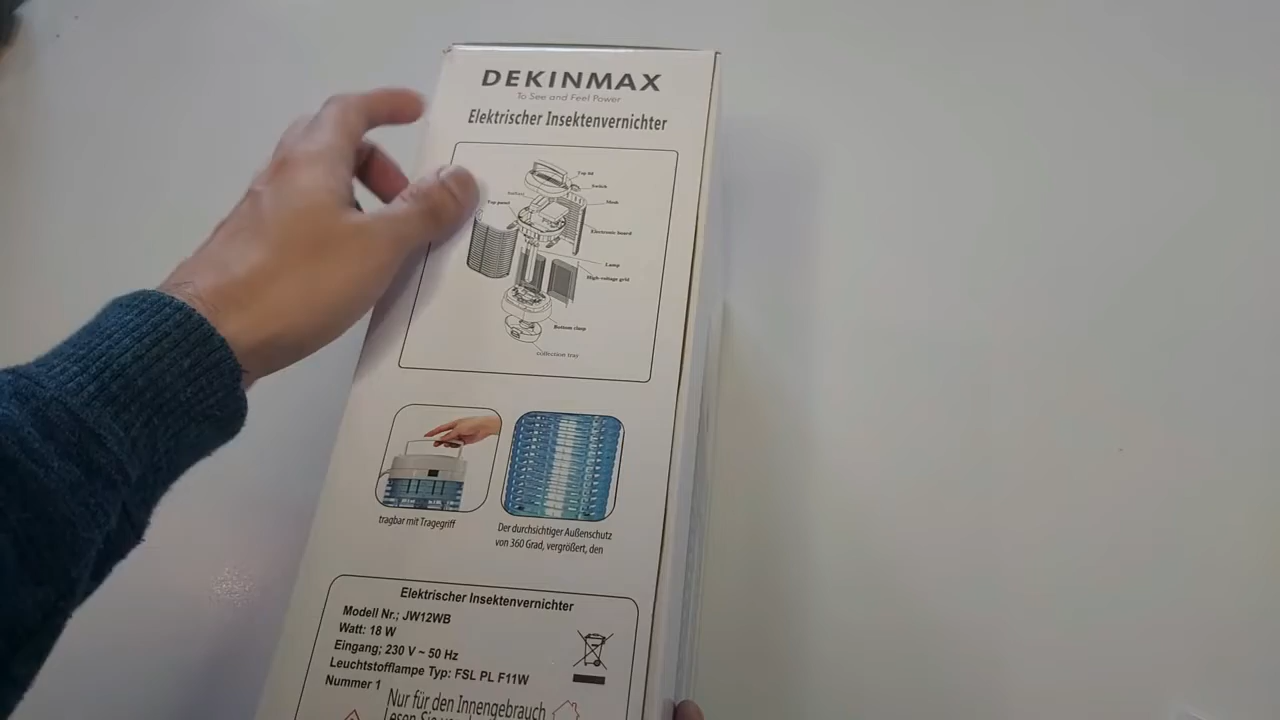 DEKINMAX
To See and Feel Power
Elektrischer Insektenvernichter
Top lid
Switch
ballast
Mesh
Top panel
Electronic board
Lamp
High-voltage grid
Bottom clasp
collection tray
tragbar mit Tragegriff
Der durchsichtiger Außenschutz
von 360 Grad, vergrößert, den
Elektrischer Insektenvernichter
Modell Nr.; JW12WB
Watt: 18 W
Eingang; 230 V ~ 50 Hz
Leuchtstofflampe Typ: FSL PL F11W
Nummer 1
Nur für den Innengebrauch